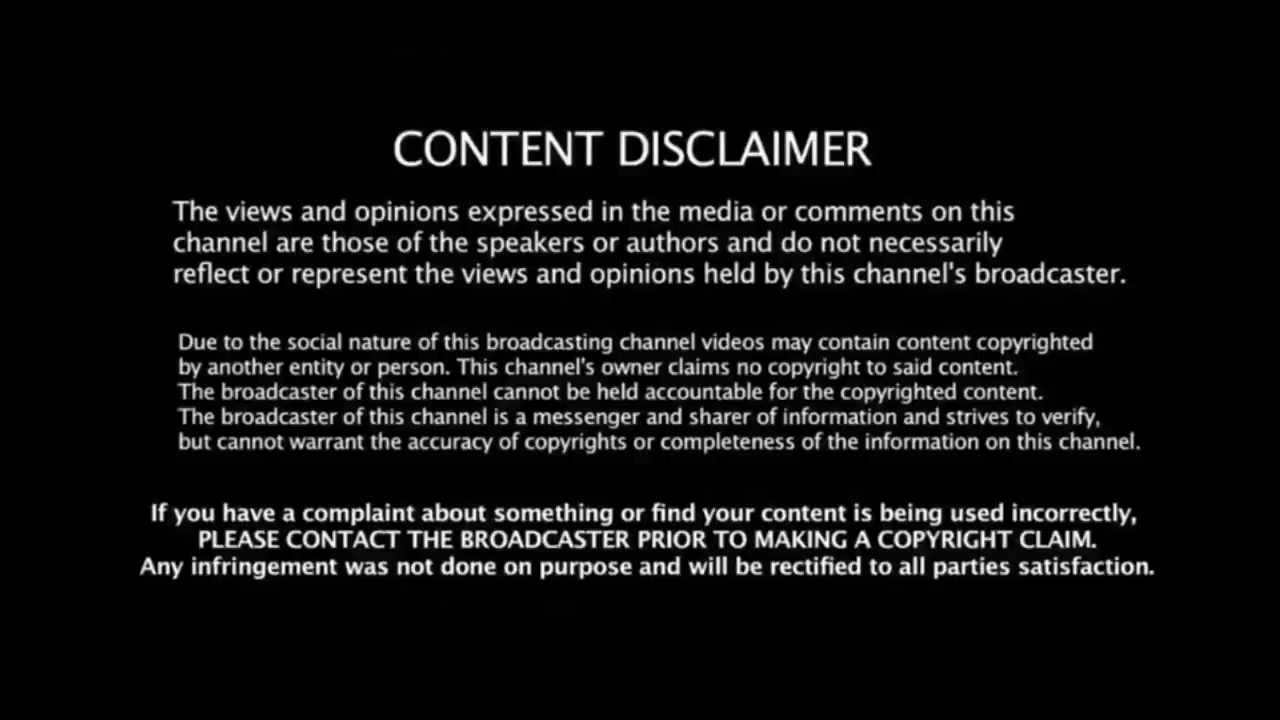 CONTENT DISCLAIMER
The views and opinions expressed in the media or comments on this
channel are those of the speakers or authors and do not necessarily
reflect or represent the views and opinions held by this channel's broadcaster.
Due to the social nature of this broadcasting channel videos may contain content copyrighted
by another entity or person. This channel's owner claims no copyright to said content.
The broadcaster of this channel cannot be held accountable for the copyrighted content.
The broadcaster of this channel is a messenger and sharer of information and strives to verify,
but cannot warrant the accuracy of copyrights or completeness of the information on this channel.
If you have a complaint about something or find your content is being used incorrectly,
PLEASE CONTACT THE BROADCASTER PRIOR TO MAKING A COPYRIGHT CLAIM.
Any infringement was not done on purpose and will be rectified to all parties satisfaction.